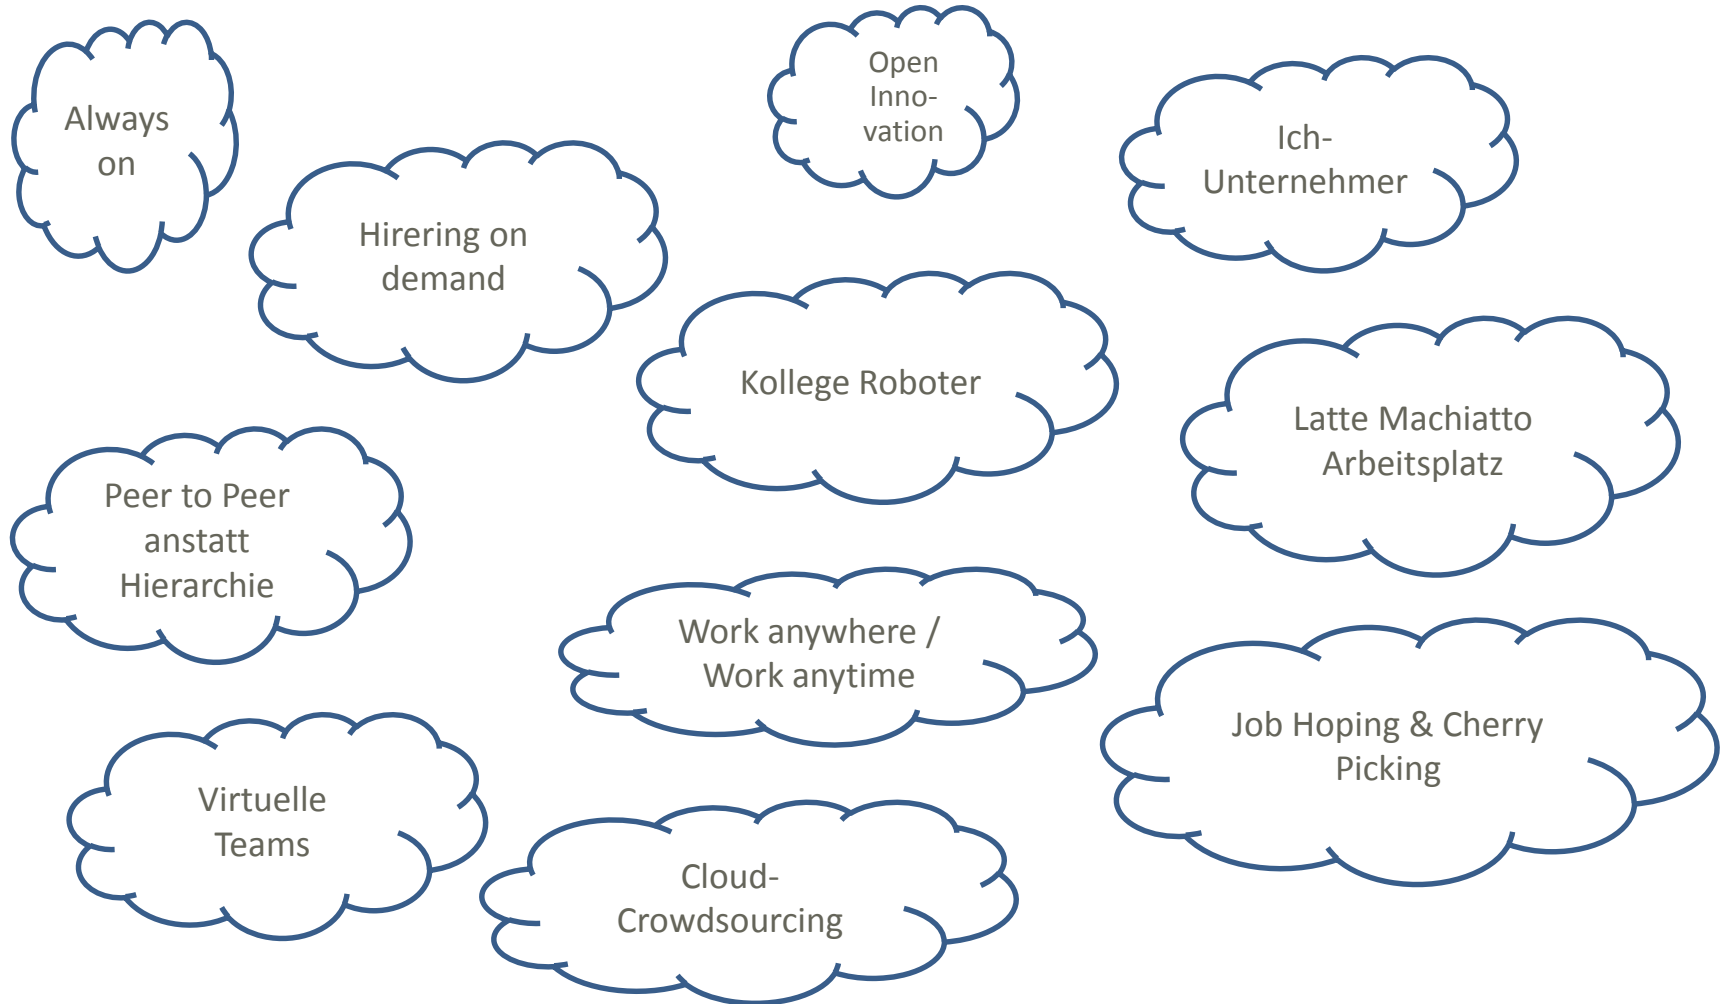 Always
on
Open
Inno-
vation
Ich-
Unternehmer
Hirering on
demand
Kollege Roboter
Latte Machiatto
Arbeitsplatz
Peer to Peer
anstatt
Hierarchie
Work anywhere /
Work anytime
Job Hoping & Cherry
Picking
Virtuelle
Teams
Cloud-
Crowdsourcing